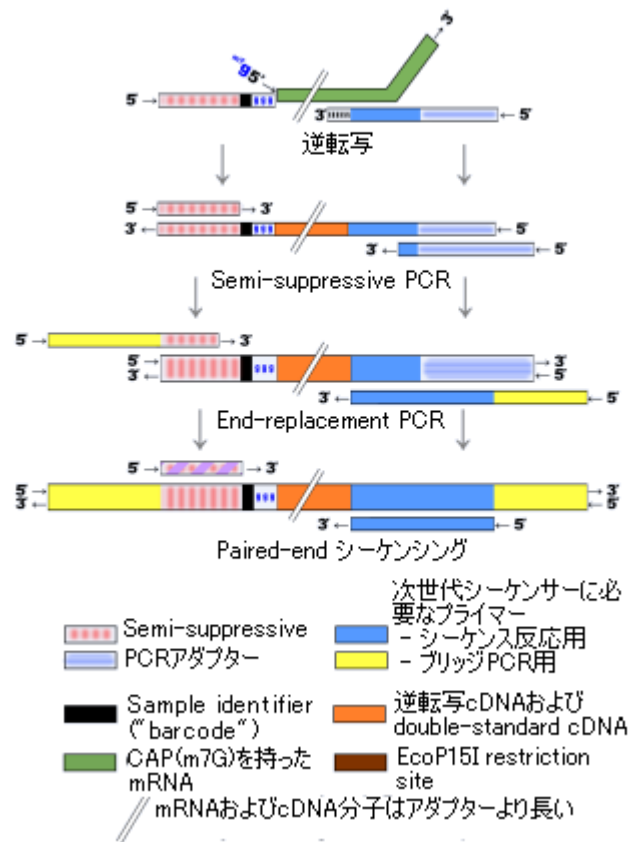 3'
m7 g 5'
5' → ggg
3' ← 5'
逆転写
5' → → 3'
3' ← ggg ← 5'
3' ←
Semi-suppressive PCR
5' → → 3'
5' → ggg → 3'
3' ← ← 5'
3' ← ← 5'
End-replacement PCR
5' → → 3'
5' → ggg → 3'
3' ← ← 5'
3' ← ← 5'
Paired-end シーケンシング
Semi-suppressive
PCRアダプター
次世代シーケンサーに必
要なプライマー
- シーケンス反応用
- ブリッジPCR用
Sample identifier
("barcode")
逆転写cDNAおよび
double-standard cDNA
CAP(m7G)を持った
mRNA
EcoP15I restriction
site
mRNAおよびcDNA分子はアダプターより長い